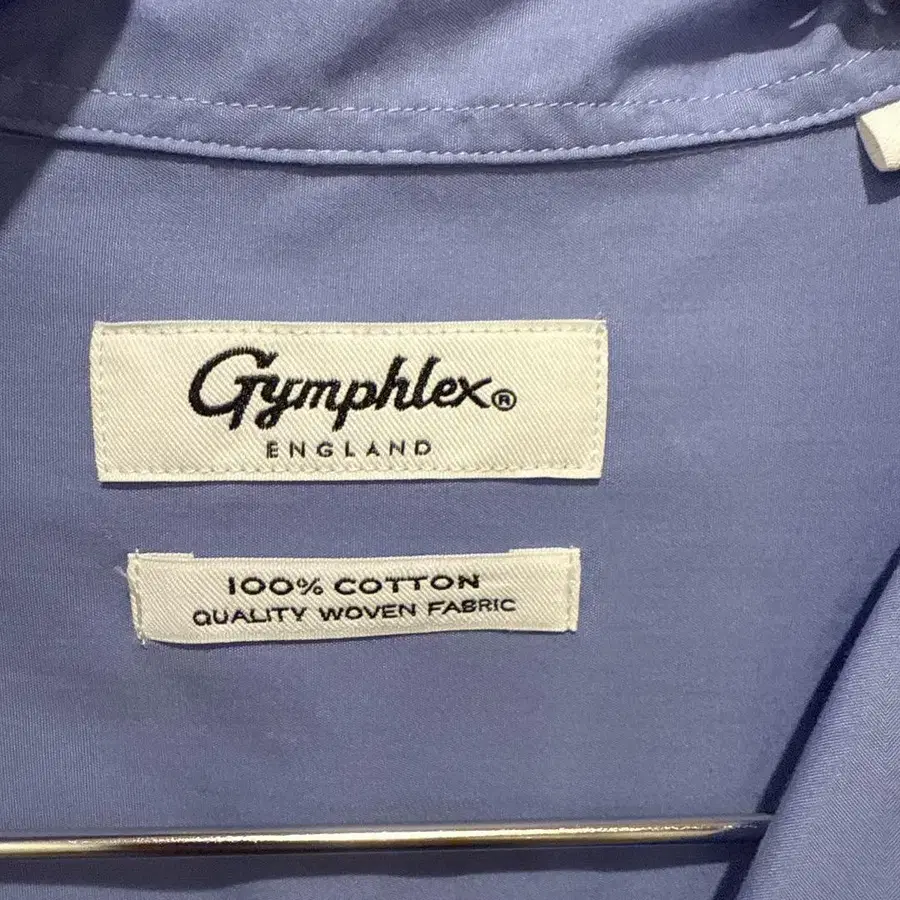 Gymphlex®
ENGLAND
100% COTTON
QUALITY WOVEN FABRIC